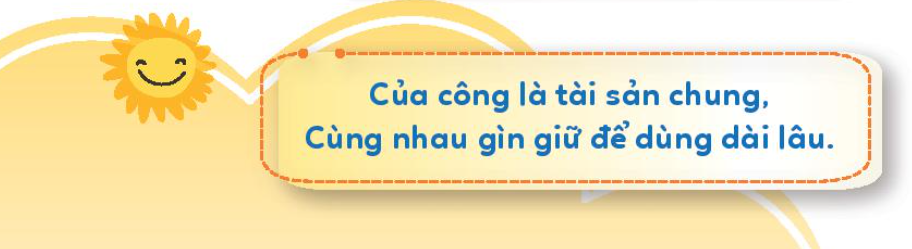 Của công là tài sản chung,
Cùng nhau gìn giữ để dùng dài lâu.